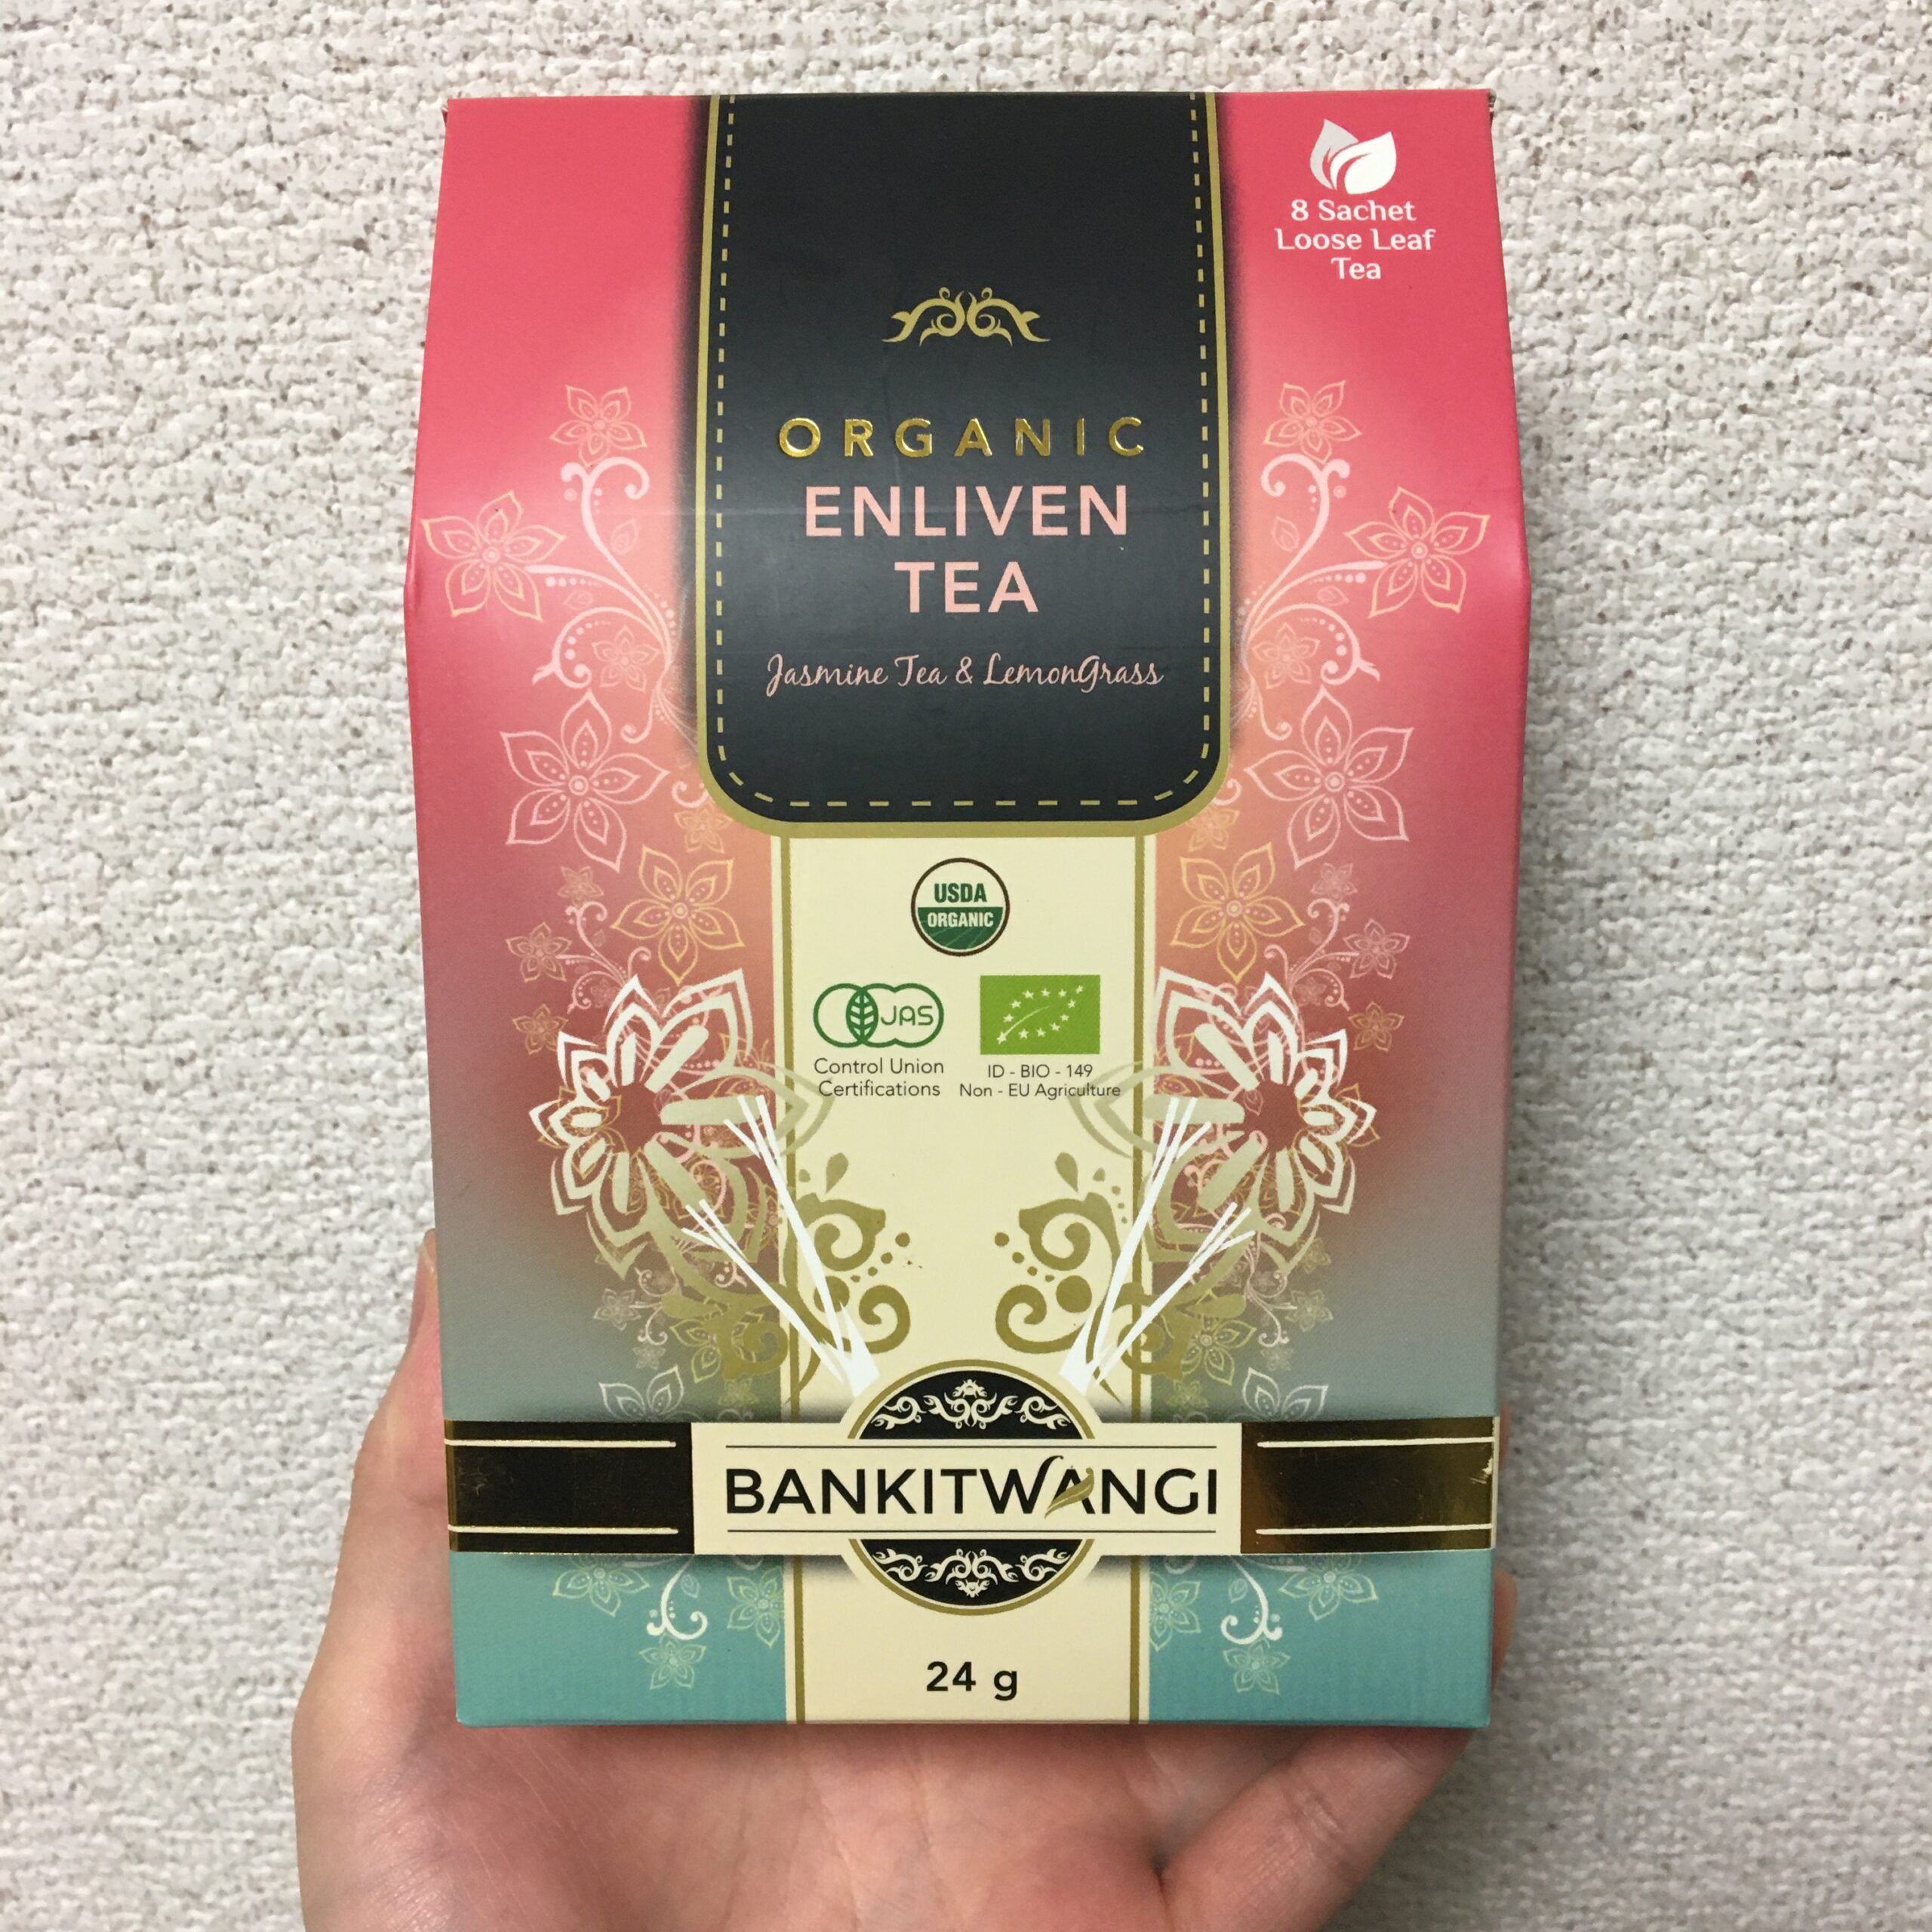 8 Sachet
Loose Leaf
Tea
ORGANIC
ENLIVEN
TEA
Jasmine Tea & LemonGrass
USDA
ORGANIC
JAS
Control Union
Certifications
ID - BIO - 149
Non - EU Agriculture
BANKITWANGI
24 g